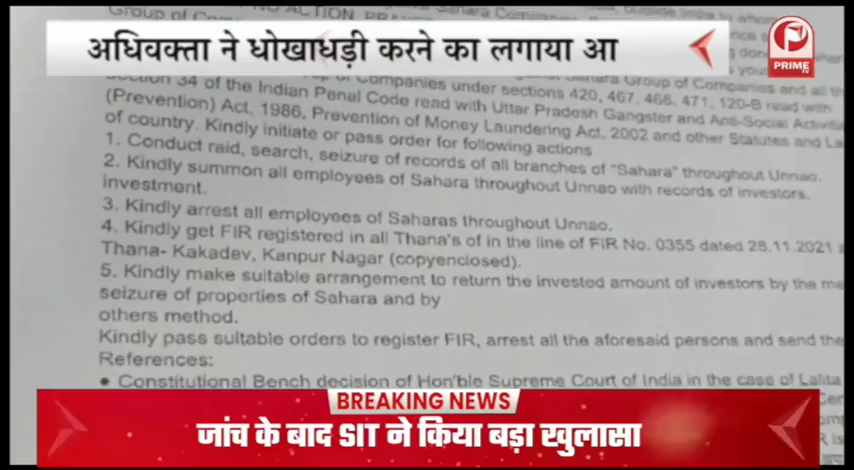 Group of Com
NO ACTION
अधिवक्ता ने धोखाधड़ी करने का लगाया आ
PRIME
TV
Companies under sections 420, 467, 468, 471, 120-B read with
Section 34 of the Indian Penal Code read with Uttar Pradesh Gangster and Anti-Social Activiti
(Prevention) Act, 1986, Prevention of Money Laundering Act, 2002 and other Statutes and La
of country. Kindly initiate or pass order for following actions
1. Conduct raid, search, seizure of records of all branches of "Sahara" throughout Unnao.
2. Kindly summon all employees of Sahara throughout Unnao with records of investors,
investment.
3. Kindly arrest all employees of Saharas throughout Unnao.
4. Kindly get FIR registered in all Thana's of in the line of FIR No. 0355 dated 28.11.2021
Thana- Kakadev, Kanpur Nagar (copyenclosed).
5. Kindly make suitable arrangement to return the invested amount of investors by the me
seizure of properties of Sahara and by
others method.
Kindly pass suitable orders to register FIR, arrest all the aforesaid persons and send the
References:
• Constitutional Bench decision of Hon'ble Supreme Court of India in the case of Lalita
BREAKING NEWS
जांच के बाद SIT ने किया बड़ा खुलासा